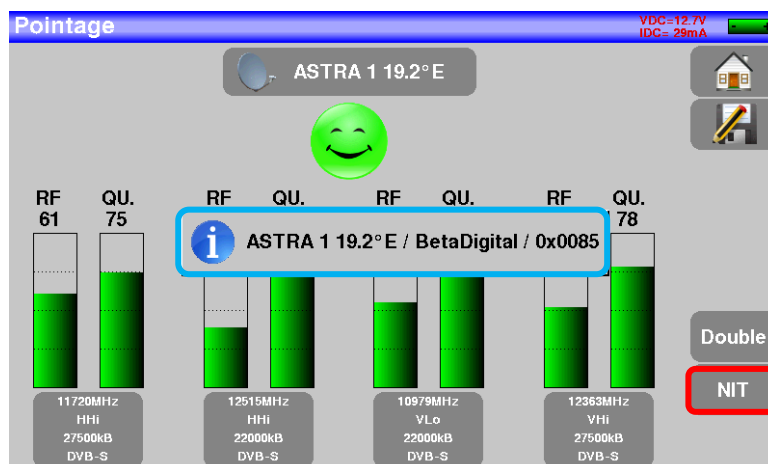 Pointage
VDC=12.7V
IDC= 29mA
ASTRA 1 19.2°E
RF QU. RF QU. RF QU. RF QU.
61 75 78
ASTRA 1 19.2°E / BetaDigital / 0x0085
Double
NIT
11720MHz 12515MHz 10979MHz 12363MHz
HHi HHi VLo VHi
27500kB 22000kB 22000kB 27500kB
DVB-S DVB-S DVB-S DVB-S